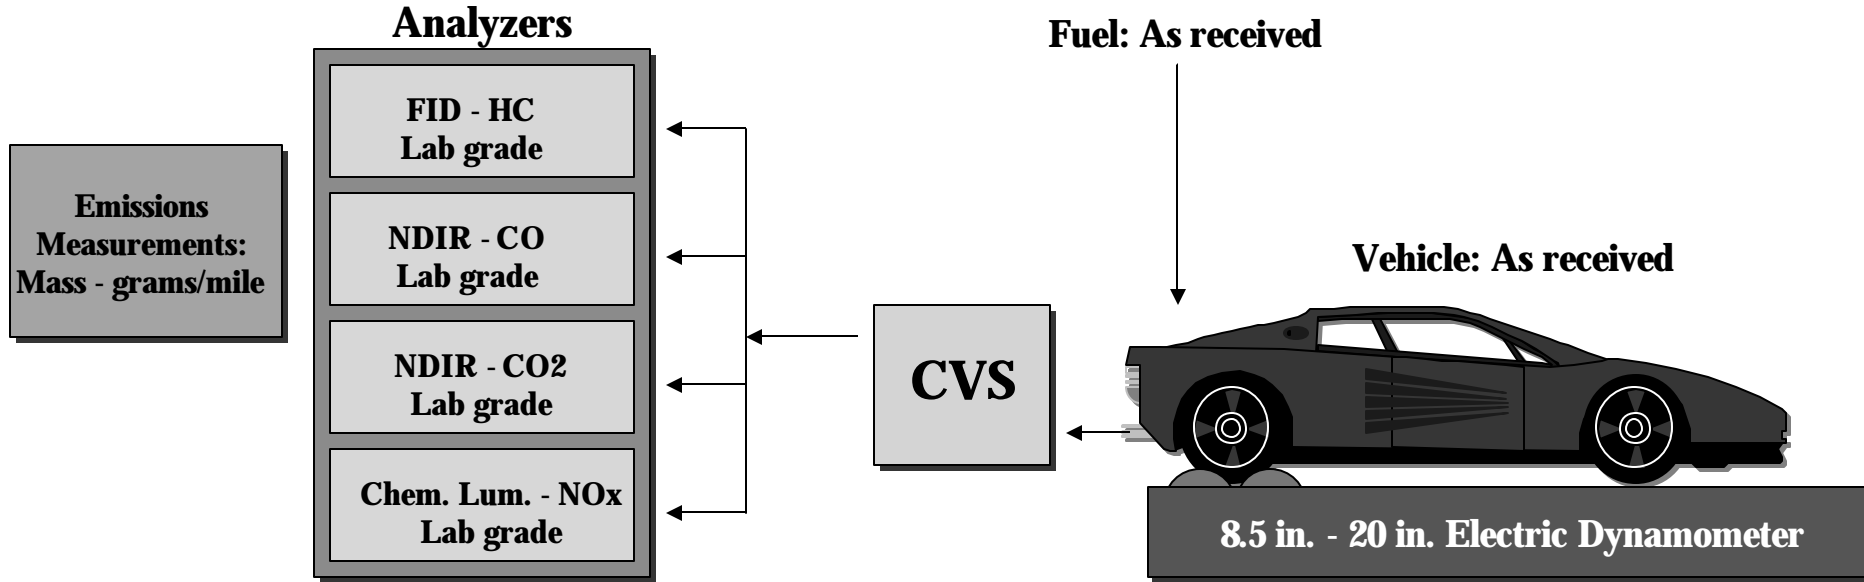 Analyzers
FID - HC
Lab grade
NDIR - CO
Lab grade
NDIR - CO2
Lab grade
Chem. Lum. - NOx
Lab grade
Emissions
Measurements:
Mass - grams/mile
CVS
Fuel: As received
Vehicle: As received
8.5 in. - 20 in. Electric Dynamometer